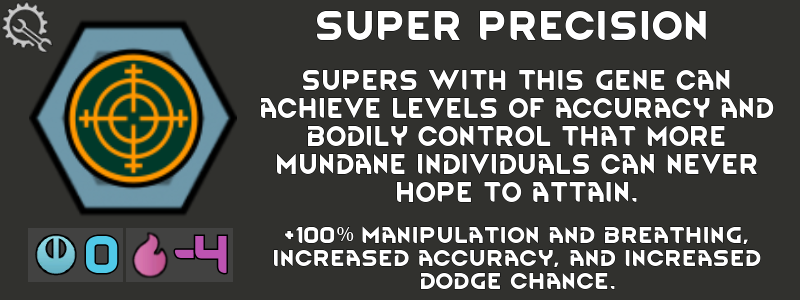 SUPER PRECISION
SUPERS WITH THIS GENE CAN
ACHIEVE LEVELS OF ACCURACY AND
BODILY CONTROL THAT MORE
MUNDANE INDIVIDUALS CAN NEVER
HOPE TO ATTAIN.
0 -4
+100% MANIPULATION AND BREATHING,
INCREASED ACCURACY, AND INCREASED
DODGE CHANCE.